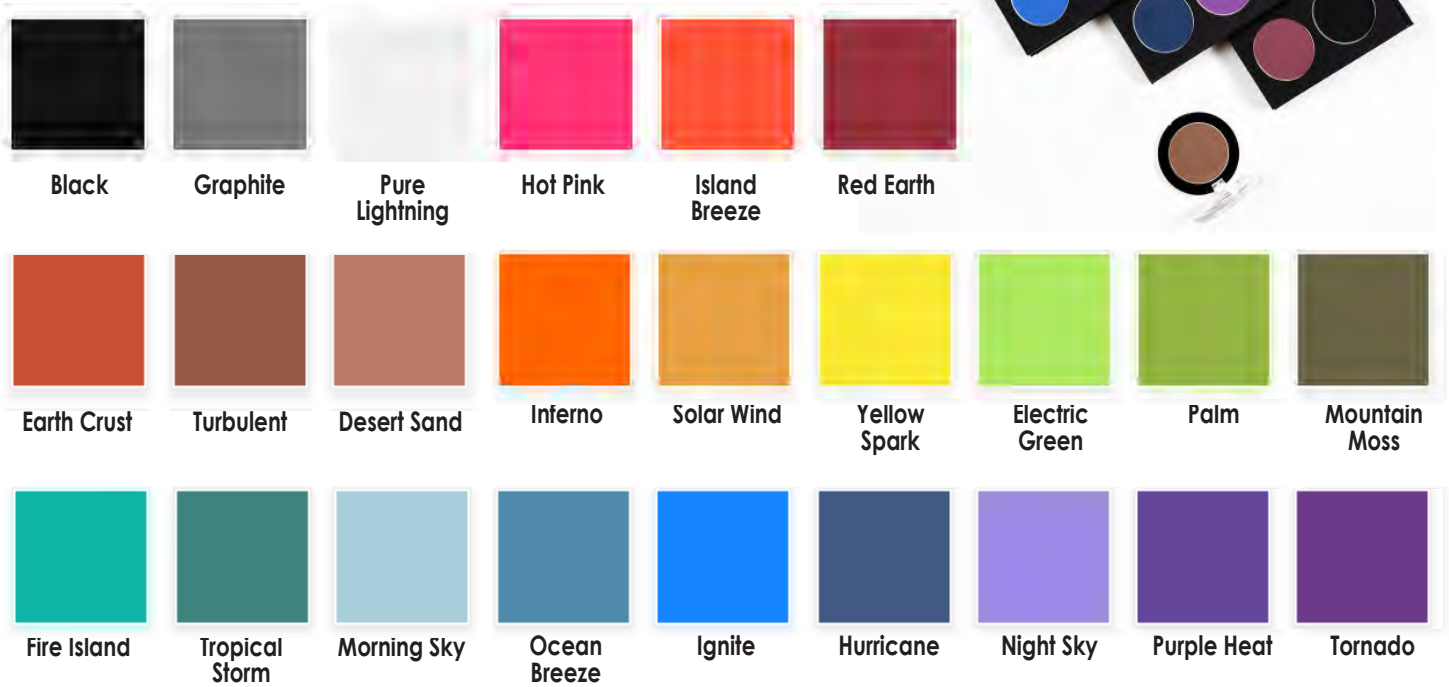 Black
Graphite
Pure
Lightning
Hot Pink
Island
Breeze
Red Earth
Earth Crust
Turbulent
Desert Sand
Inferno
Solar Wind
Yellow
Spark
Electric
Green
Palm
Mountain
Moss
Fire Island
Tropical
Storm
Morning Sky
Ocean
Breeze
Ignite
Hurricane
Night Sky
Purple Heat
Tornado